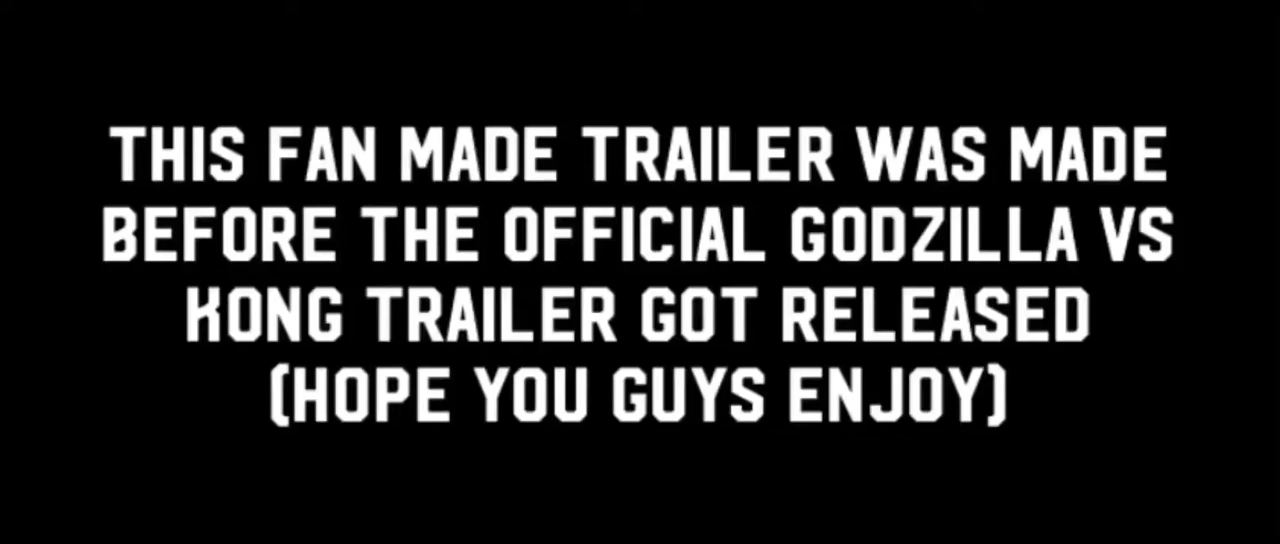 THIS FAN MADE TRAILER WAS MADE
BEFORE THE OFFICIAL GODZILLA VS
KONG TRAILER GOT RELEASED
(HOPE YOU GUYS ENJOY)